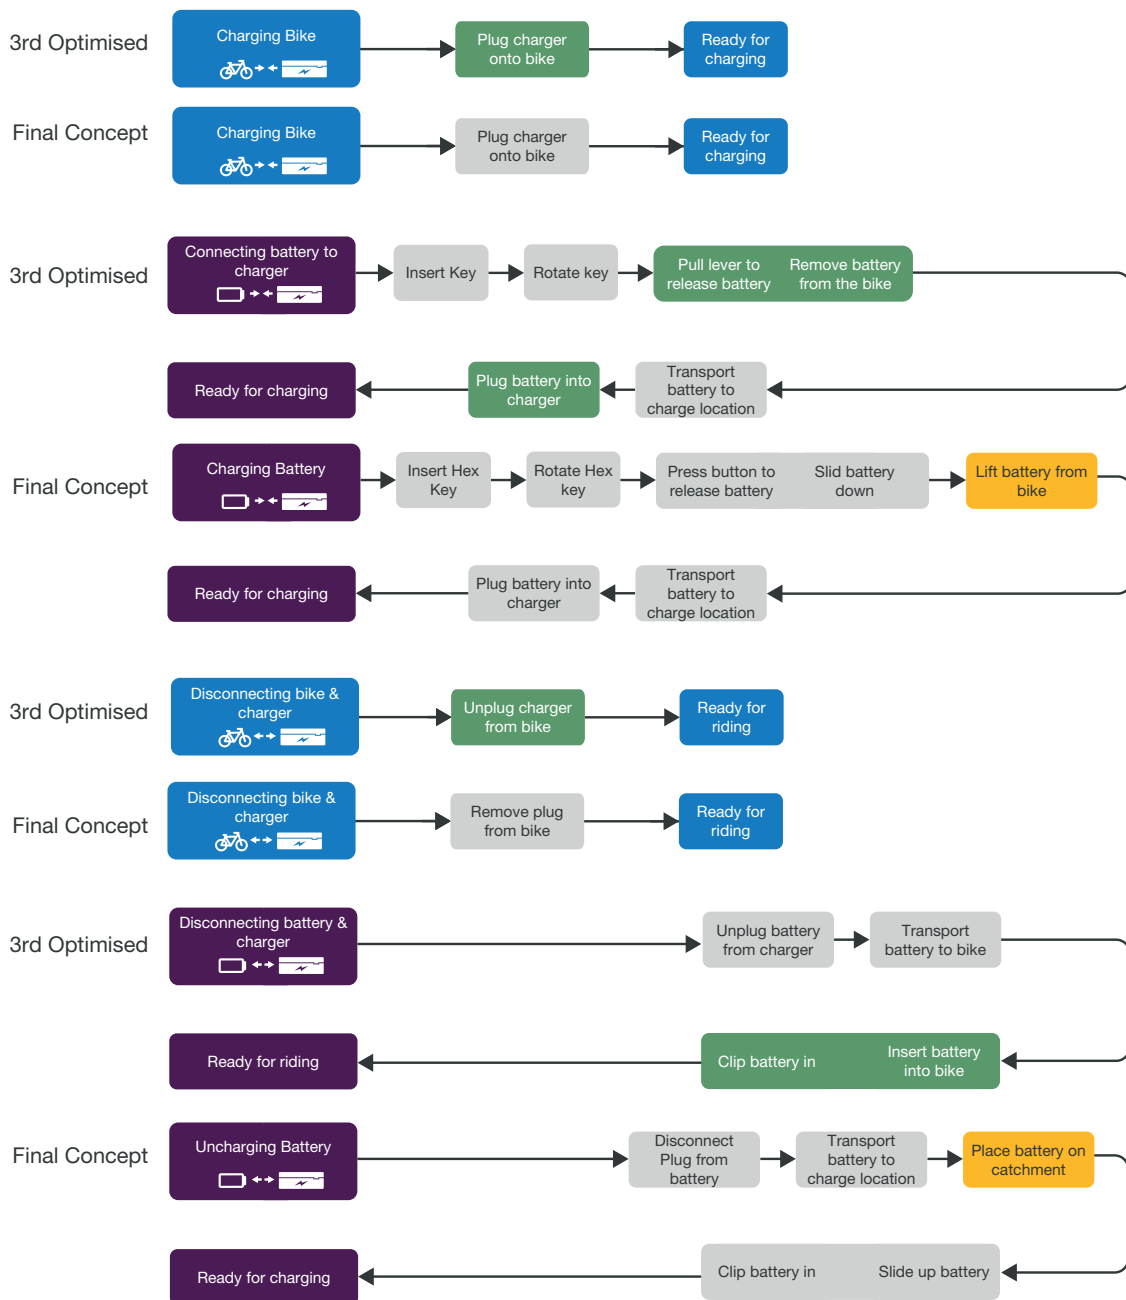 3rd Optimised
Charging Bike
Plug charger
onto bike
Ready for
charging
Final Concept
Charging Bike
Plug charger
onto bike
Ready for
charging
3rd Optimised
Connecting battery to
charger
Insert Key
Rotate key
Pull lever to
release battery
Remove battery
from the bike
Ready for charging
Plug battery into
charger
Transport
battery to
charge location
Final Concept
Charging Battery
Insert Hex
Key
Rotate Hex
key
Press button to
release battery
Slid battery
down
Lift battery from
bike
Ready for charging
Plug battery into
charger
Transport
battery to
charge location
3rd Optimised
Disconnecting bike &
charger
Unplug charger
from bike
Ready for
riding
Final Concept
Disconnecting bike &
charger
Remove plug
from bike
Ready for
riding
3rd Optimised
Disconnecting battery &
charger
Unplug battery
from charger
Transport
battery to bike
Ready for riding
Clip battery in
Insert battery
into bike
Final Concept
Uncharging Battery
Disconnect
Plug from
battery
Transport
battery to
charge location
Place battery on
catchment
Ready for charging
Clip battery in
Slide up battery